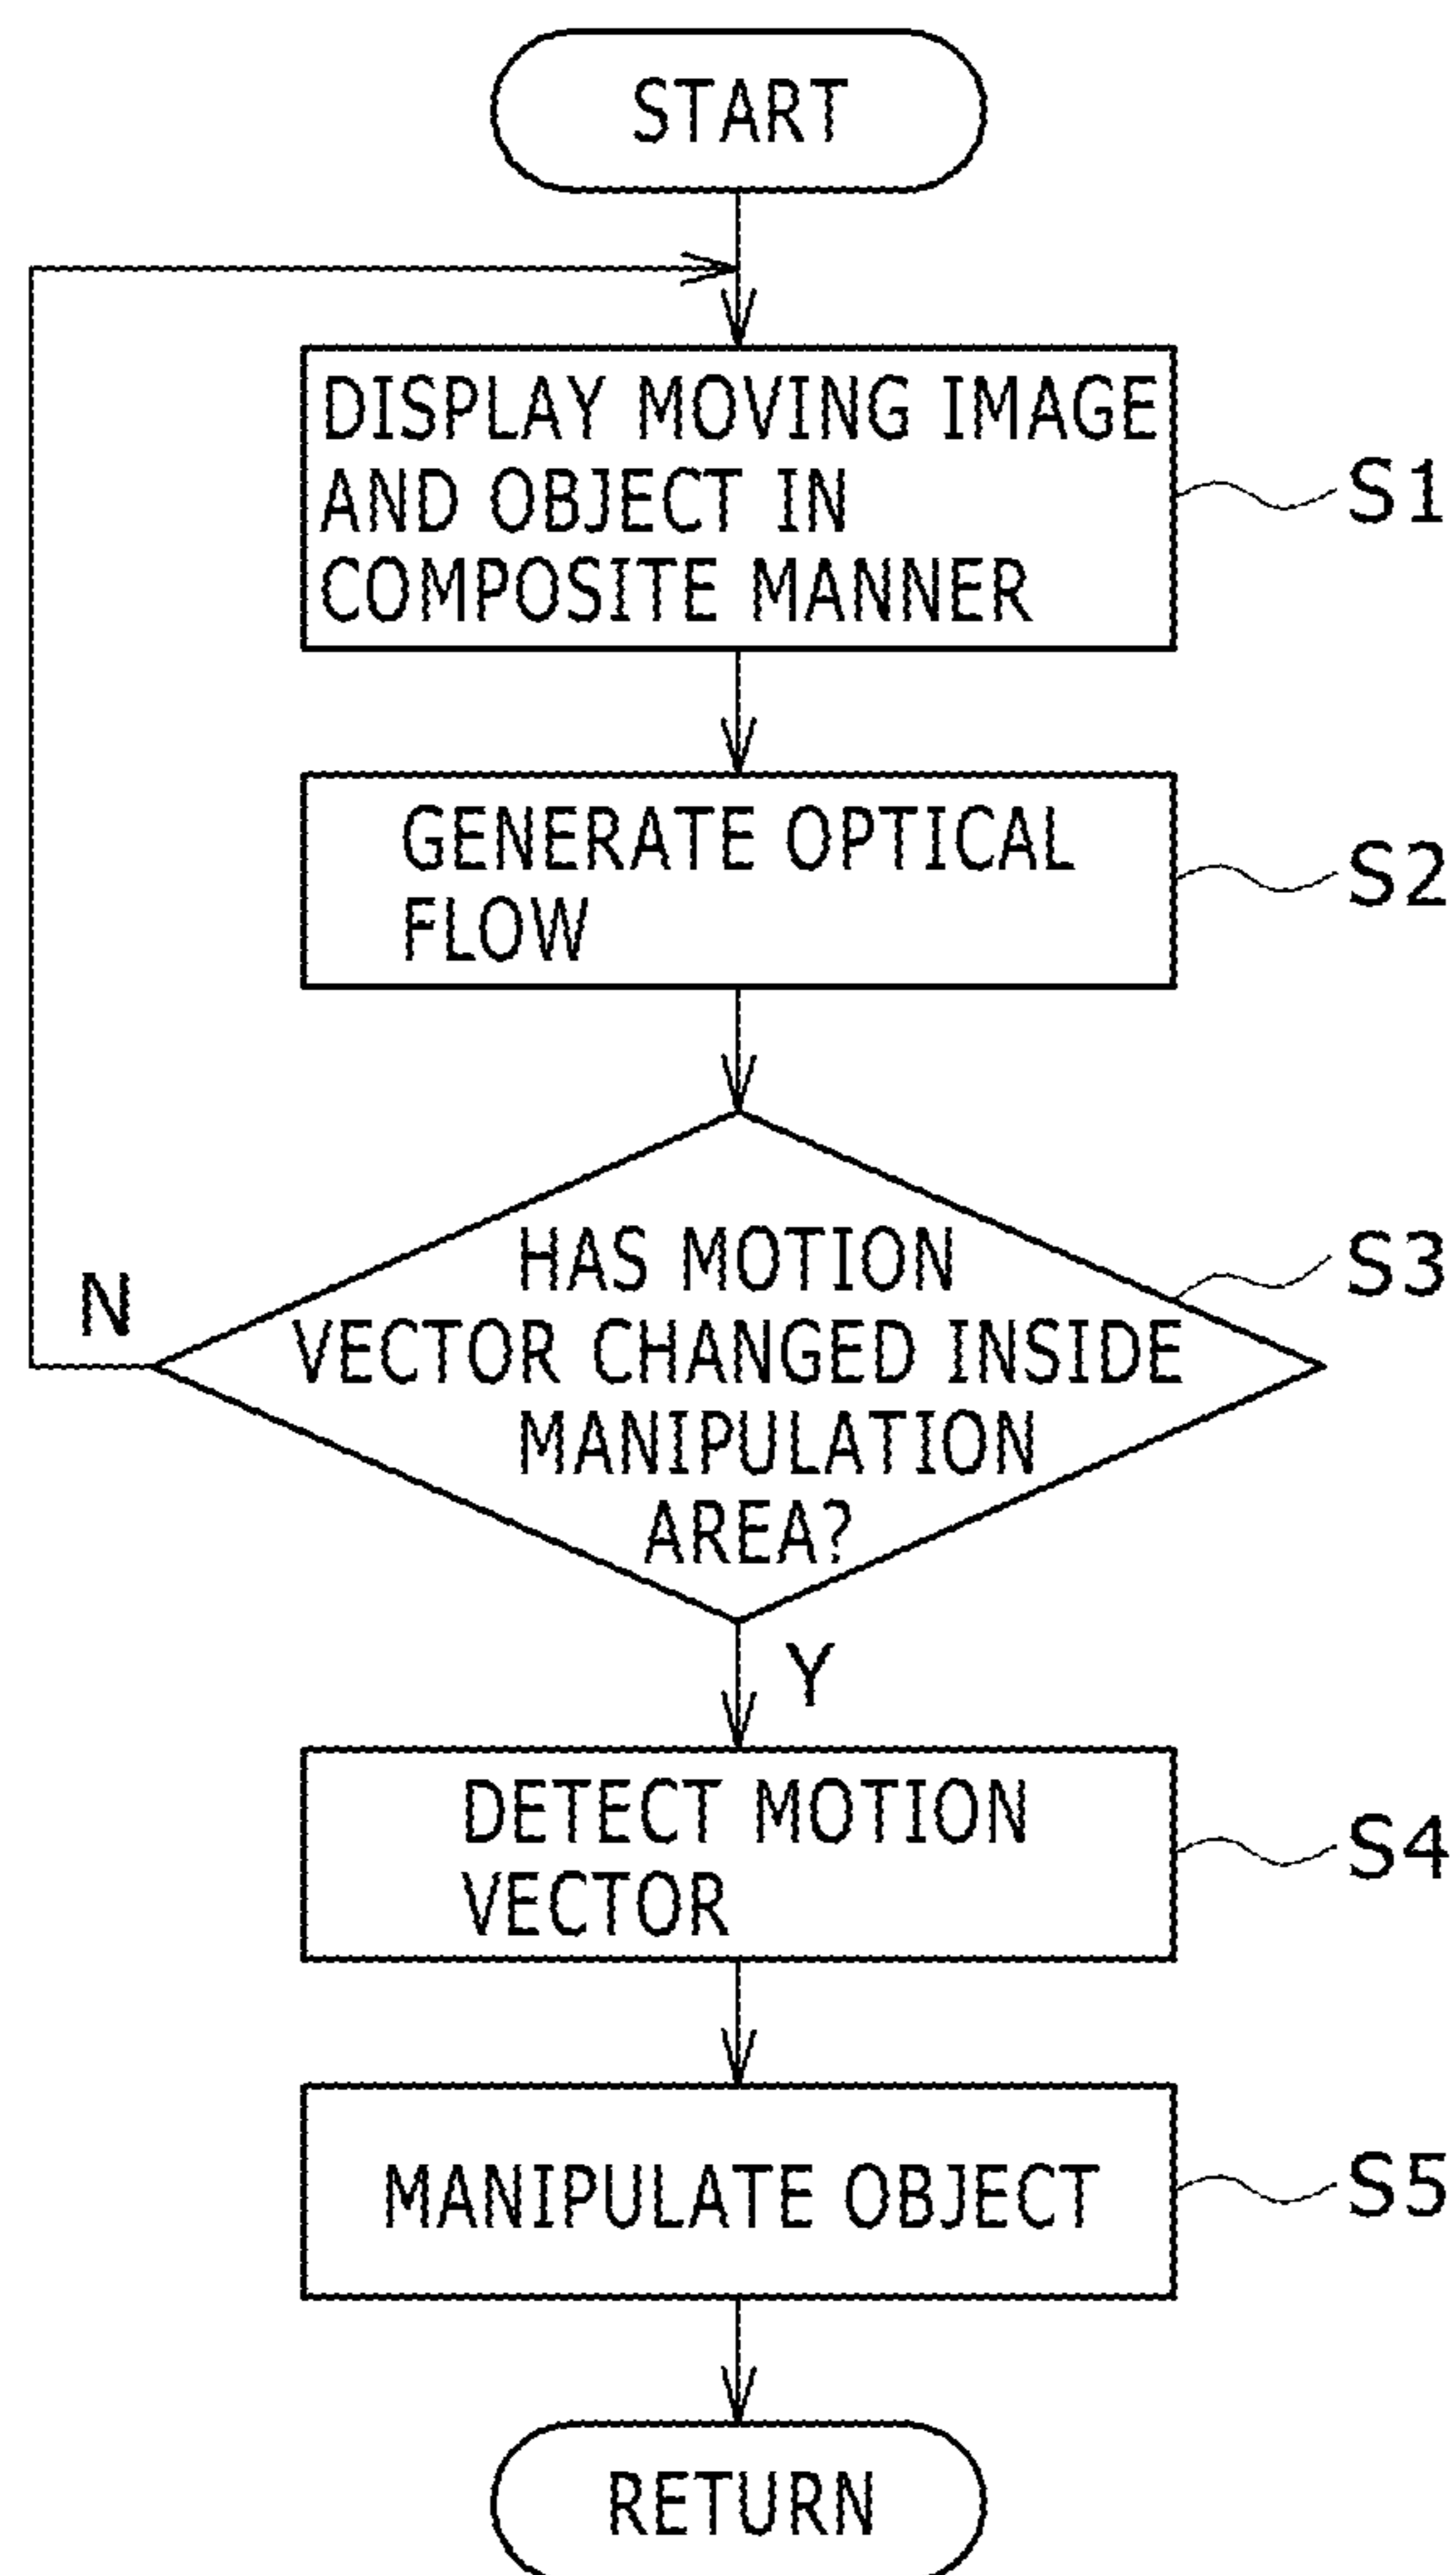 START
DISPLAY MOVING IMAGE
AND OBJECT IN
COMPOSITE MANNER
S1
GENERATE OPTICAL
FLOW
S2
HAS MOTION
VECTOR CHANGED INSIDE
MANIPULATION
AREA?
S3
N
Y
DETECT MOTION
VECTOR
S4
MANIPULATE OBJECT
S5
RETURN